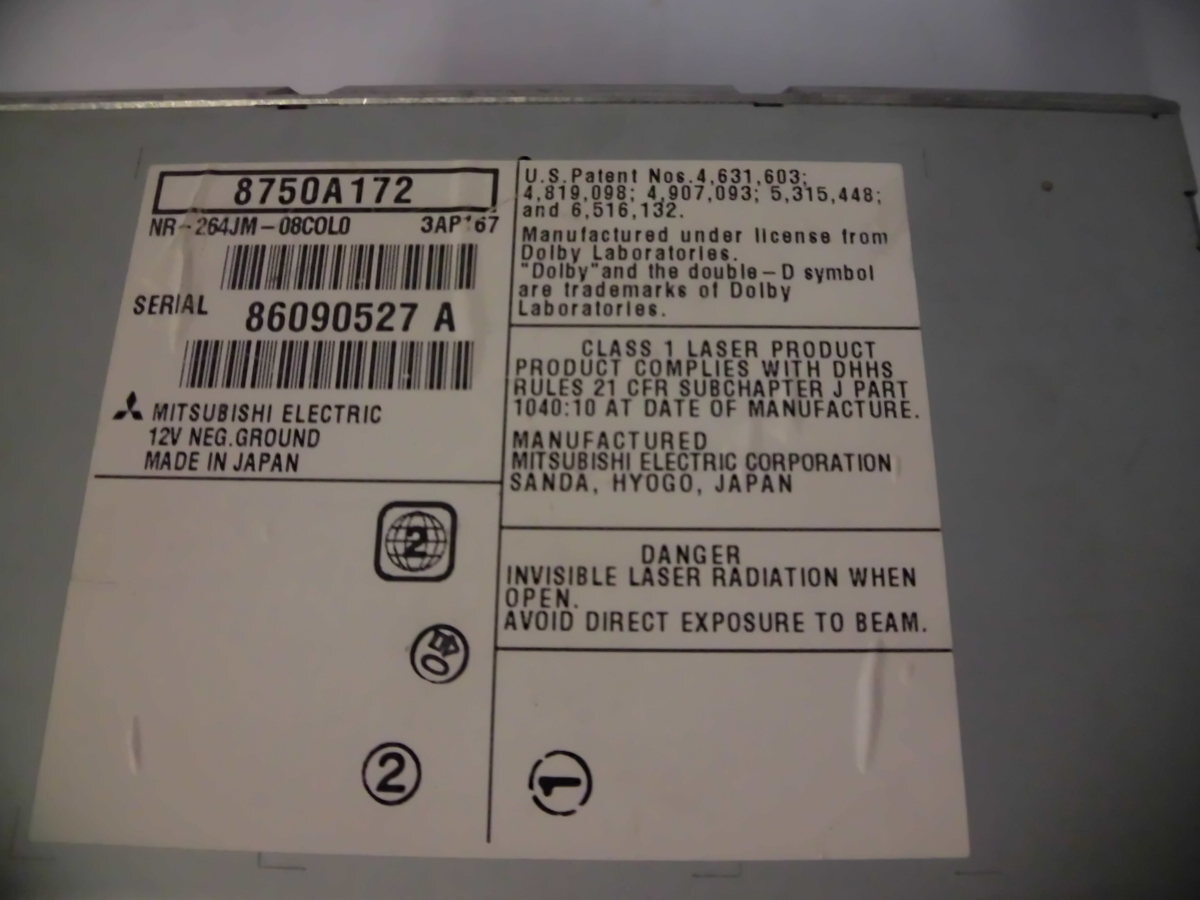 8750A172
NR-264JM-08COL0 3AP167
SERIAL 86090527 A
MITSUBISHI ELECTRIC
12V NEG.GROUND
MADE IN JAPAN
2
2
U.S.Patent Nos.4,631,603;
4,819,098; 4,907,093; 5,315,448;
and 6,516,132.
Manufactured under license from
Dolby Laboratories.
"Dolby"and the double-D symbol
are trademarks of Dolby
Laboratories.
CLASS 1 LASER PRODUCT
PRODUCT COMPLIES WITH DHHS
RULES 21 CFR SUBCHAPTER J PART
1040:10 AT DATE OF MANUFACTURE.
MANUFACTURED
MITSUBISHI ELECTRIC CORPORATION
SANDA, HYOGO, JAPAN
DANGER
INVISIBLE LASER RADIATION WHEN
OPEN.
AVOID DIRECT EXPOSURE TO BEAM.
1